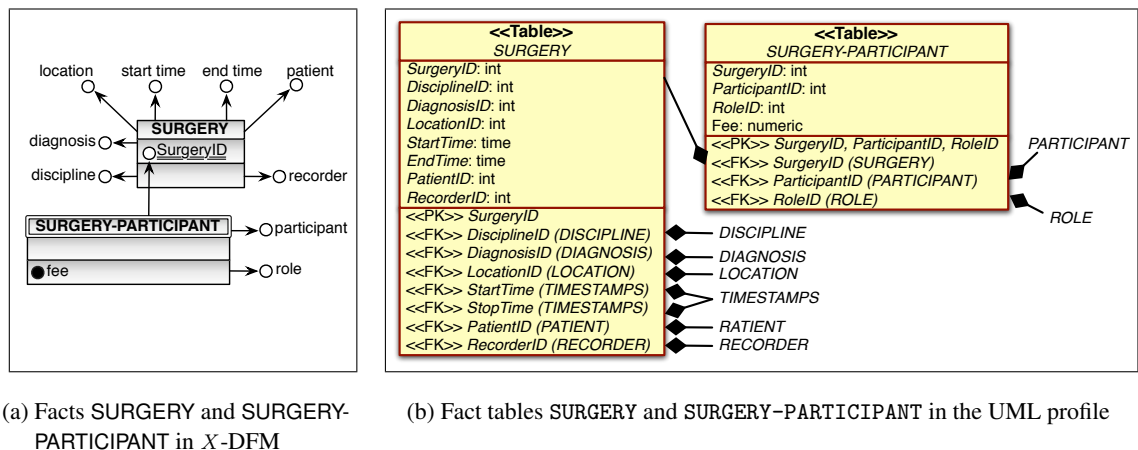 location start time end time patient
SURGERY
diagnosis
SurgeryID
discipline
recorder
SURGERY-PARTICIPANT
participant
fee
role
<<Table>>
SURGERY
SurgeryID: int
DisciplineID: int
DiagnosisID: int
LocationID: int
StartTime: time
EndTime: time
PatientID: int
RecorderID: int
<<PK>> SurgeryID
<<FK>> DisciplineID (DISCIPLINE)
<<FK>> DiagnosisID (DIAGNOSIS)
<<FK>> LocationID (LOCATION)
<<FK>> StartTime (TIMESTAMPS)
<<FK>> StopTime (TIMESTAMPS)
<<FK>> PatientID (PATIENT)
<<FK>> RecorderID (RECORDER)
DISCIPLINE
DIAGNOSIS
LOCATION
TIMESTAMPS
RATIENT
RECORDER
<<Table>>
SURGERY-PARTICIPANT
SurgeryID: int
ParticipantID: int
RoleID: int
Fee: numeric
<<PK>> SurgeryID, ParticipantID, RoleID
<<FK>> SurgeryID (SURGERY)
<<FK>> ParticipantID (PARTICIPANT)
<<FK>> RoleID (ROLE)
PARTICIPANT
ROLE
(a) Facts SURGERY and SURGERY-
PARTICIPANT in X-DFM
(b) Fact tables SURGERY and SURGERY-PARTICIPANT in the UML profile